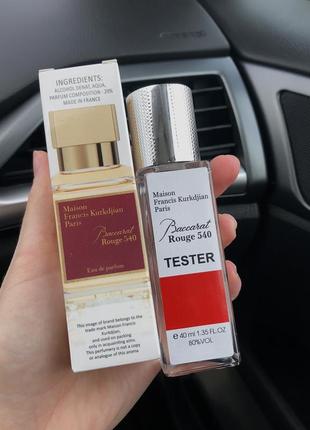 INGREDIENTS:
ALCOHOL DENAT, AQUA,
PARFUM COMPOSITION - 20%
MADE IN FRANCE
Maison
Francis Kurkdjian
Paris
Baccarat
Rouge 540
Eau de parfum
This image of brand belongs to the
trade mark Maison Francis
Kurkdjian,
and used on packing
only in acquainting aims.
This perfumery is not a copy
or analogue of this aroma
Maison
Francis Kurkdjian
Paris
Baccarat
Rouge 540
TESTER
℮ 40 ml 1.35 FL.OZ
80%VOL